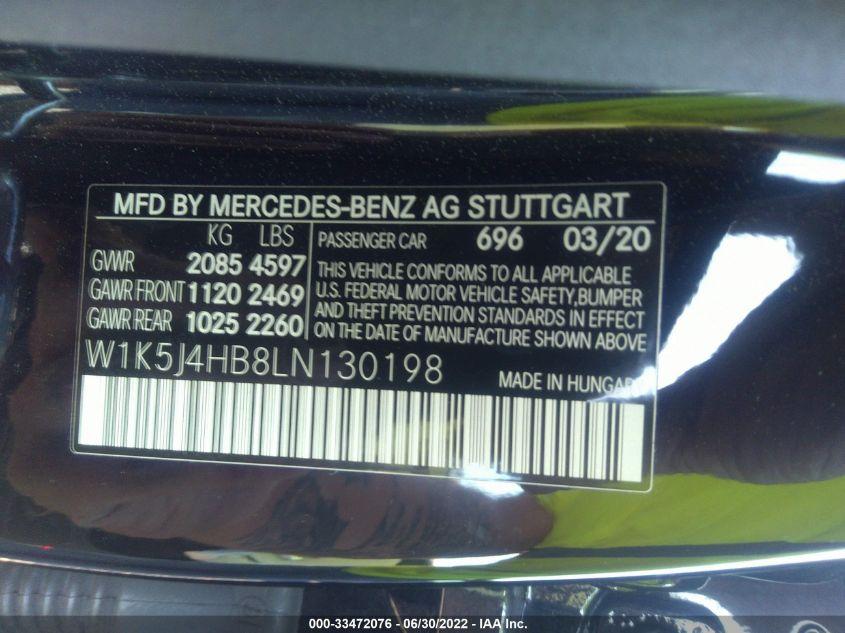 MFD BY MERCEDES-BENZ AG STUTTGART
KG LBS
GVWR 2085 4597
GAWR FRONT 1120 2469
GAWR REAR 1025 2260
PASSENGER CAR 696 03/20
THIS VEHICLE CONFORMS TO ALL APPLICABLE
U.S. FEDERAL MOTOR VEHICLE SAFETY,BUMPER
AND THEFT PREVENTION STANDARDS IN EFFECT
ON THE DATE OF MANUFACTURE SHOWN ABOVE
W1K5J4HB8LN130198
MADE IN HUNGARY
000-33472076 - 06/30/2022 - IAA Inc.